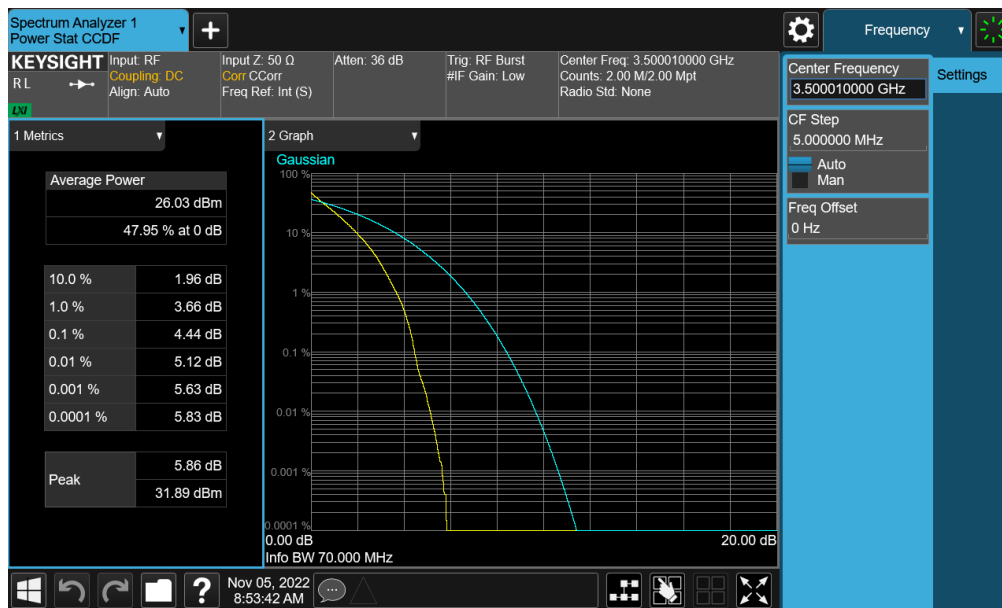 Spectrum Analyzer 1
Power Stat CCDF
Frequency
KEYSIGHT
RL
LXI
Input: RF
Coupling: DC
Align: Auto
Input Z: 50 Ω
Corr CCorr
Freq Ref: Int (S)
Atten: 36 dB
Trig: RF Burst
#IF Gain: Low
Center Freq: 3.500010000 GHz
Counts: 2.00 M/2.00 Mpt
Radio Std: None
Center Frequency
3.500010000 GHz
Settings
CF Step
5.000000 MHz
Auto
Man
Freq Offset
0 Hz
1 Metrics
Average Power
26.03 dBm
47.95 % at 0 dB
10.0 % 1.96 dB
1.0 % 3.66 dB
0.1 % 4.44 dB
0.01 % 5.12 dB
0.001 % 5.63 dB
0.0001 % 5.83 dB
Peak 5.86 dB
31.89 dBm
2 Graph
Gaussian
100 %
10 %
1 %
0.1 %
0.01 %
0.001 %
0.0001 %
0.00 dB 20.00 dB
Info BW 70.000 MHz
?
Nov 05, 2022
8:53:42 AM